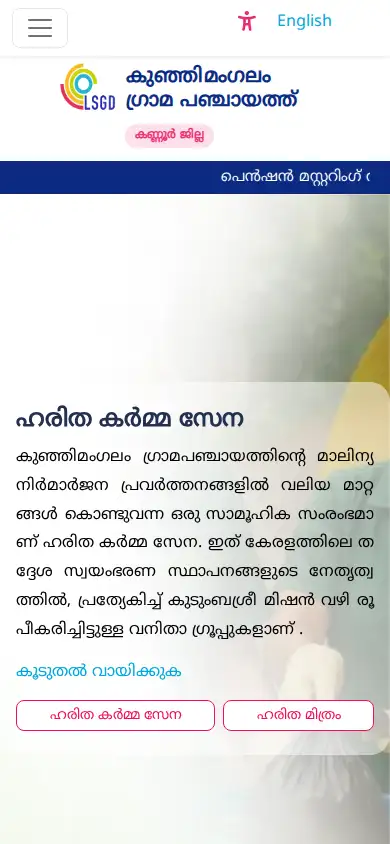 English
കുഞ്ഞിമംഗലം
ഗ്രാമ പഞ്ചായത്ത്
LSGD
കണ്ണൂർ ജില്ല
പെൻഷൻ മസ്റ്ററിംഗ്
ഹരിത കർമ്മ സേന
കുഞ്ഞിമംഗലം ഗ്രാമപഞ്ചായത്തിന്റെ മാലിന്യ
നിർമാർജന പ്രവർത്തനങ്ങളിൽ വലിയ മാറ്റ
ങ്ങൾ കൊണ്ടുവന്ന ഒരു സാമൂഹിക സംരംഭമാ
ണ് ഹരിത കർമ്മ സേന. ഇത് കേരളത്തിലെ ത
ദ്ദേശ സ്വയംഭരണ സ്ഥാപനങ്ങളുടെ നേതൃത്വ
ത്തിൽ, പ്രത്യേകിച്ച് കുടുംബശ്രീ മിഷൻ വഴി രൂ
പീകരിച്ചിട്ടുള്ള വനിതാ ഗ്രൂപ്പുകളാണ് .
കൂടുതൽ വായിക്കുക
ഹരിത കർമ്മ സേന
ഹരിത മിത്രം